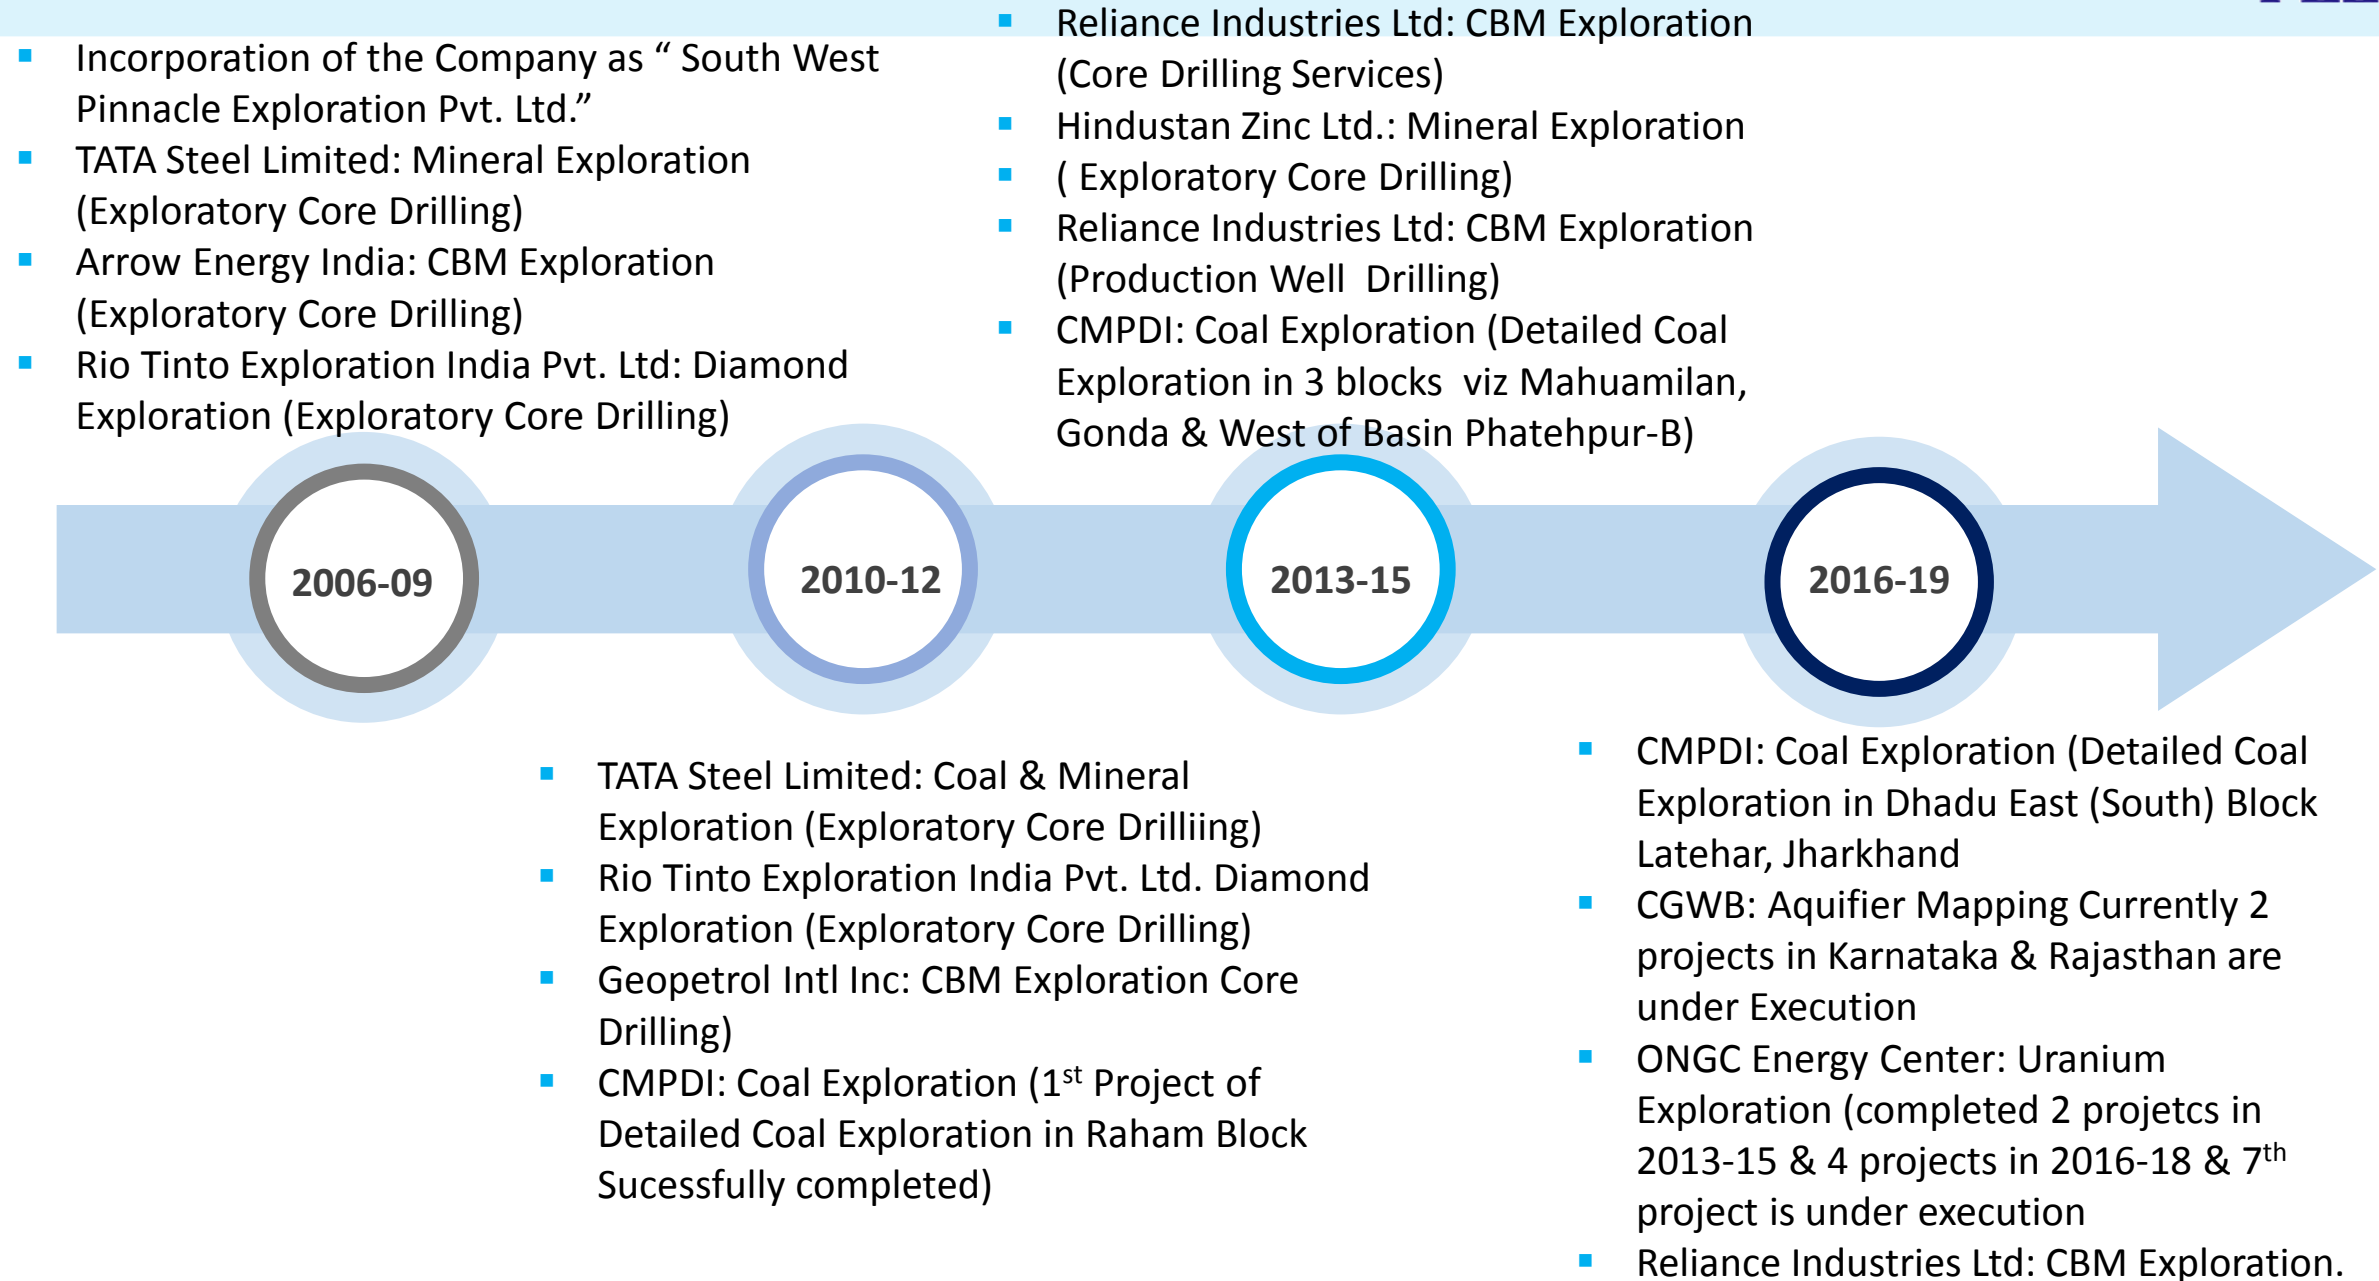 Incorporation of the Company as “ South West
Pinnacle Exploration Pvt. Ltd.”
TATA Steel Limited: Mineral Exploration
(Exploratory Core Drilling)
Arrow Energy India: CBM Exploration
(Exploratory Core Drilling)
Rio Tinto Exploration India Pvt. Ltd: Diamond
Exploration (Exploratory Core Drilling)
Reliance Industries Ltd: CBM Exploration
(Core Drilling Services)
Hindustan Zinc Ltd.: Mineral Exploration
( Exploratory Core Drilling)
Reliance Industries Ltd: CBM Exploration
(Production Well  Drilling)
CMPDI: Coal Exploration (Detailed Coal
Exploration in 3 blocks  viz Mahuamilan,
Gonda & West of Basin Phatehpur-B)
2006-09
2010-12
2013-15
2016-19
TATA Steel Limited: Coal & Mineral
Exploration (Exploratory Core Drilliing)
Rio Tinto Exploration India Pvt. Ltd. Diamond
Exploration (Exploratory Core Drilling)
Geopetrol Intl Inc: CBM Exploration Core
Drilling)
CMPDI: Coal Exploration (1st Project of
Detailed Coal Exploration in Raham Block
Sucessfully completed)
CMPDI: Coal Exploration (Detailed Coal
Exploration in Dhadu East (South) Block
Latehar, Jharkhand
CGWB: Aquifier Mapping Currently 2
projects in Karnataka & Rajasthan are
under Execution
ONGC Energy Center: Uranium
Exploration (completed 2 projetcs in
2013-15 & 4 projects in 2016-18 & 7th
project is under execution
Reliance Industries Ltd: CBM Exploration.